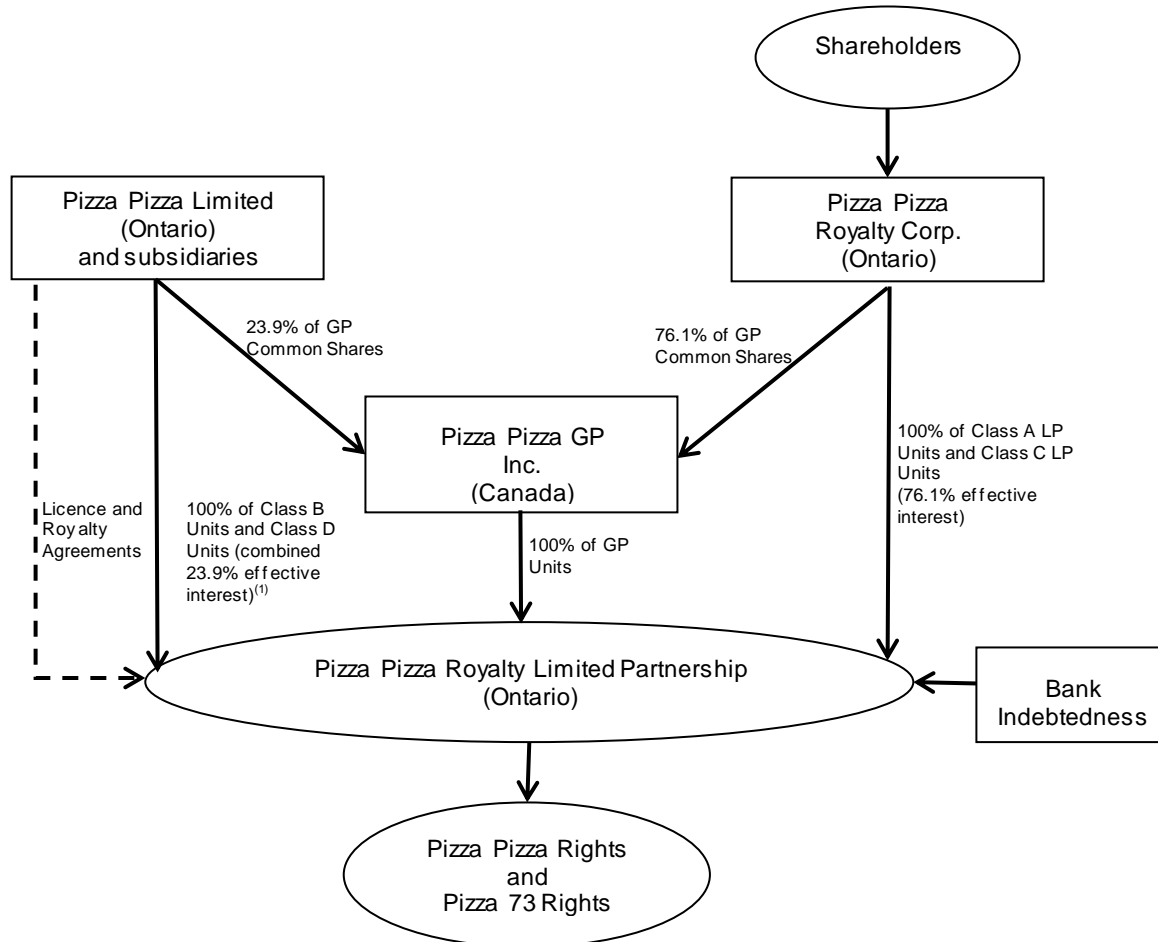 Shareholders
Pizza Pizza Limited
(Ontario)
and subsidiaries
Pizza Pizza
Royalty Corp.
(Ontario)
23.9% of GP
Common Shares
76.1% of GP
Common Shares
Pizza Pizza GP
Inc.
(Canada)
100% of Class A LP
Units and Class C LP
Units
(76.1% effective
interest)
Licence and
Royalty
Agreements
100% of Class B
Units and Class D
Units (combined
23.9% effective
interest)(1)
100% of GP
Units
Pizza Pizza Royalty Limited Partnership
(Ontario)
Bank
Indebtedness
Pizza Pizza Rights
and
Pizza 73 Rights